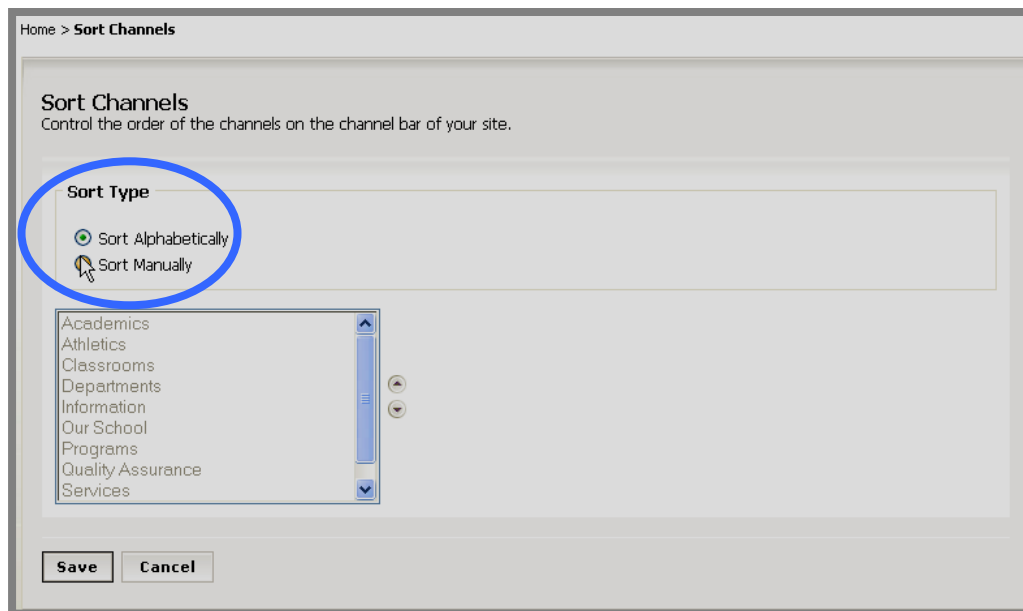 Home > Sort Channels
Sort Channels
Control the order of the channels on the channel bar of your site.
Sort Type
Sort Alphabetically
Sort Manually
Academics
Athletics
Classrooms
Departments
Information
Our School
Programs
Quality Assurance
Services
Save Cancel